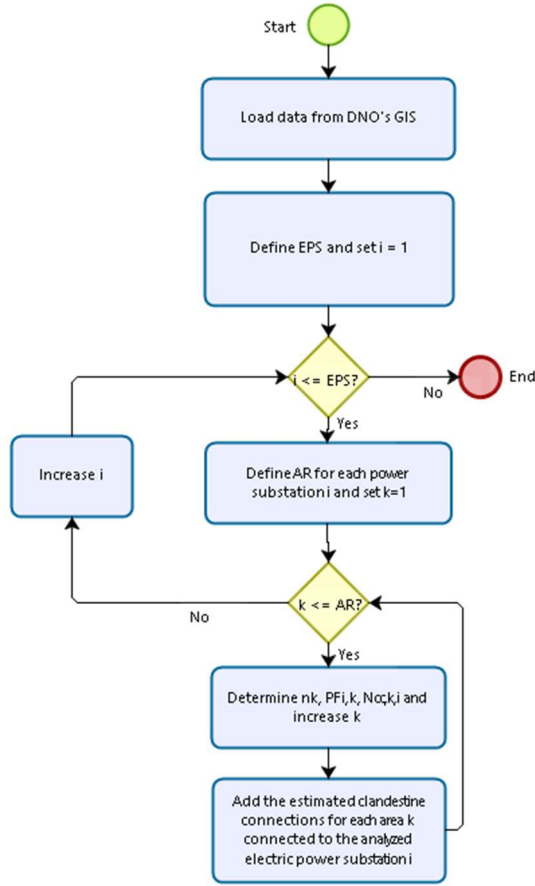 Start
Load data from DNO's GIS
Define EPS and set i = 1
i <= EPS?
No
End
Yes
Increase i
Define AR for each power
substation i and set k=1
k <= AR?
No
Yes
Determine nk, PFi,k, Ncc,k,i and
increase k
Add the estimated clandestine
connections for each area k
connected to the analyzed
electric power substation i